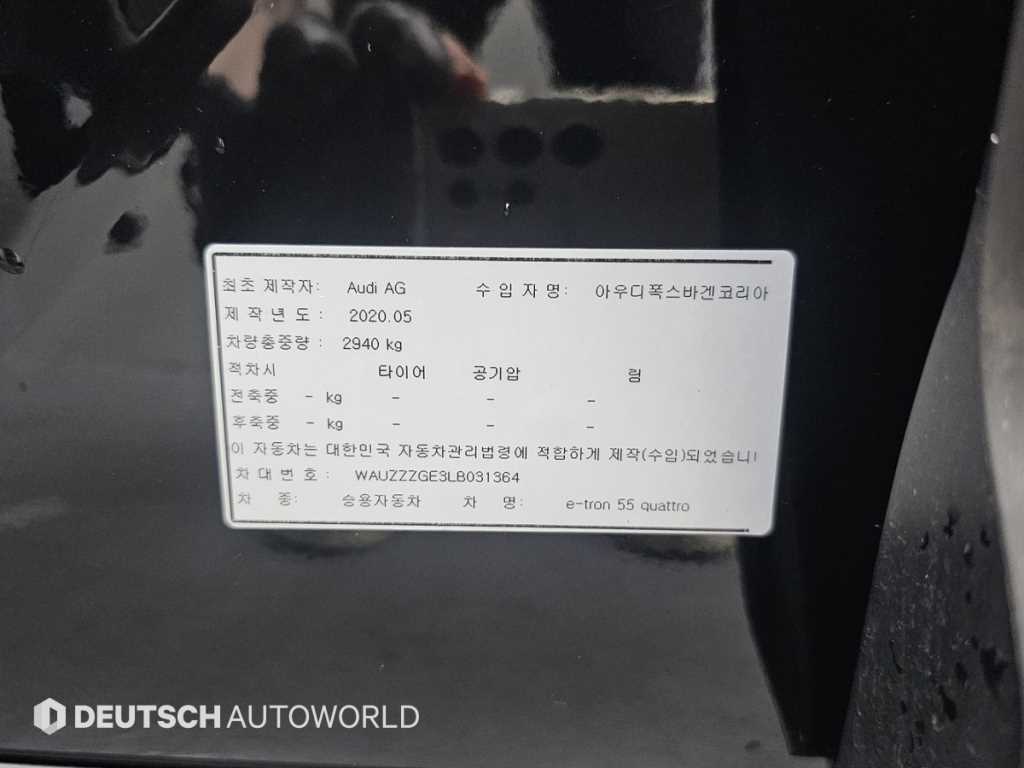 최초 제작자: Audi AG 수 입 자 명: 아우디폭스바겐코리아
제 작 년 도 : 2020.05
차량총중량 : 2940 kg
적차시 타이어 공기압 림
전축중 - kg - - -
후축중 - kg - - -
이 자동차는 대한민국 자동차관리법령에 적합하게 제작(수입)되었습니
차 대 번 호 : WAUZZZGE3LB031364
차 종: 승용자동차 차 명: e-tron 55 quattro
DEUTSCH AUTOWORLD